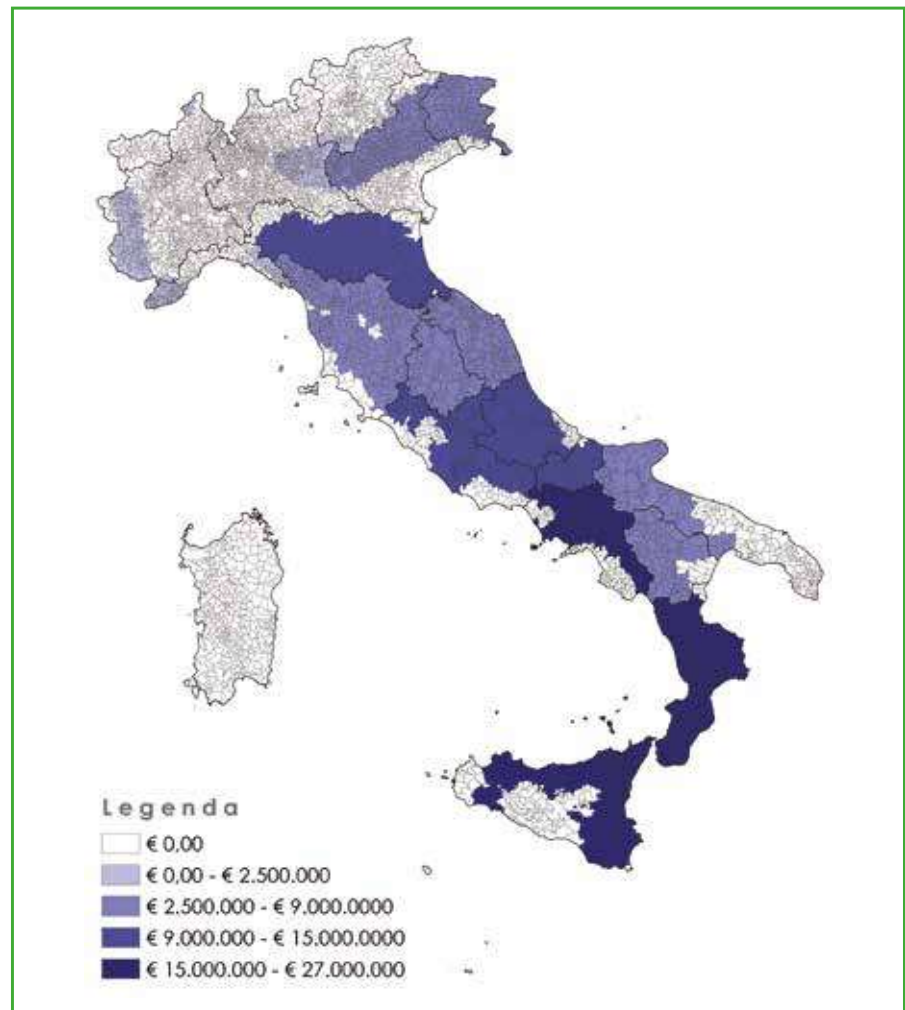 Legenda
€ 0,00
€ 0,00 - € 2.500.000
€ 2.500.000 - € 9.000.0000
€ 9.000.000 - € 15.000.0000
€ 15.000.000 - € 27.000.000